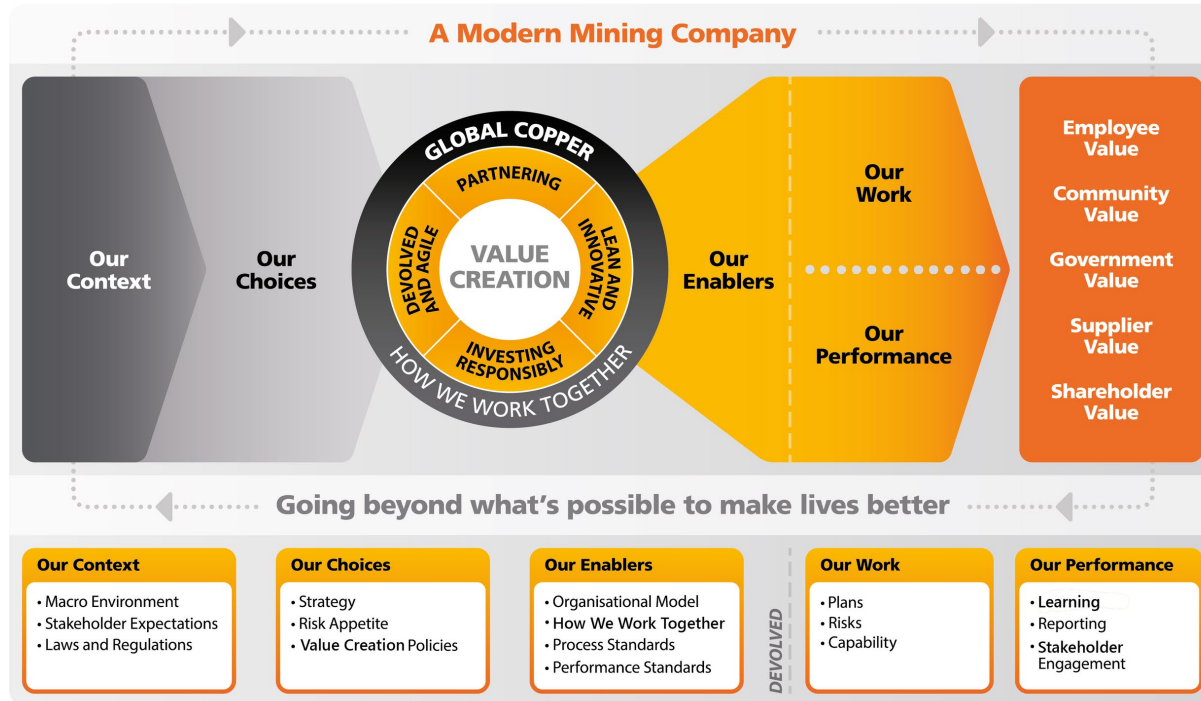 A Modern Mining Company
Our
Context
Our
Choices
GLOBAL COPPER
PARTNERING
DEVOLVED
AND AGILE
VALUE
CREATION
LEAN AND
INNOVATIVE
INVESTING
RESPONSIBLY
HOW WE WORK TOGETHER
Our
Enablers
Our
Work
Our
Performance
Employee
Value
Community
Value
Government
Value
Supplier
Value
Shareholder
Value
Going beyond what's possible to make lives better
Our Context
• Macro Environment
• Stakeholder Expectations
• Laws and Regulations
Our Choices
• Strategy
• Risk Appetite
• Value Creation Policies
Our Enablers
• Organisational Model
• How We Work Together
• Process Standards
• Performance Standards
DEVOLVED
Our Work
• Plans
• Risks
• Capability
Our Performance
• Learning
• Reporting
• Stakeholder
Engagement